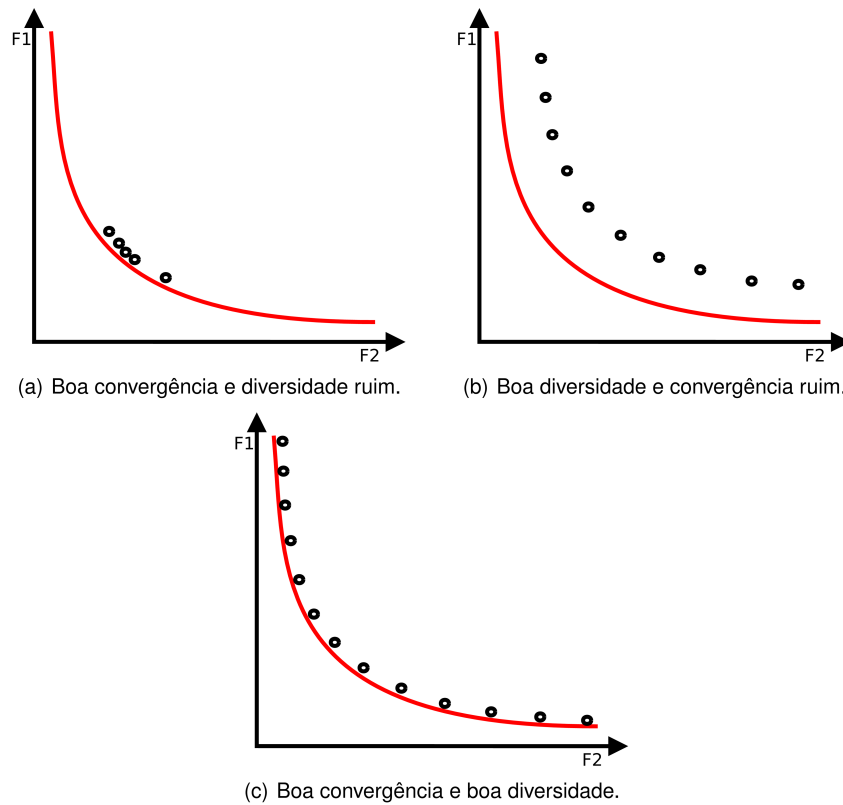 F1
F2
(a) Boa convergência e diversidade ruim.
F1
F2
(b) Boa diversidade e convergência ruim.
F1
F2
(c) Boa convergência e boa diversidade.